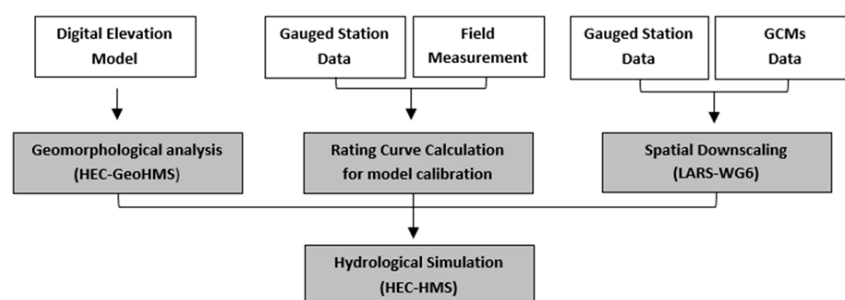 Digital Elevation
Model
Gauged Station
Data
Field
Measurement
Gauged Station
Data
GCMs
Data
Geomorphological analysis
(HEC-GeoHMS)
Rating Curve Calculation
for model calibration
Spatial Downscaling
(LARS-WG6)
Hydrological Simulation
(HEC-HMS)